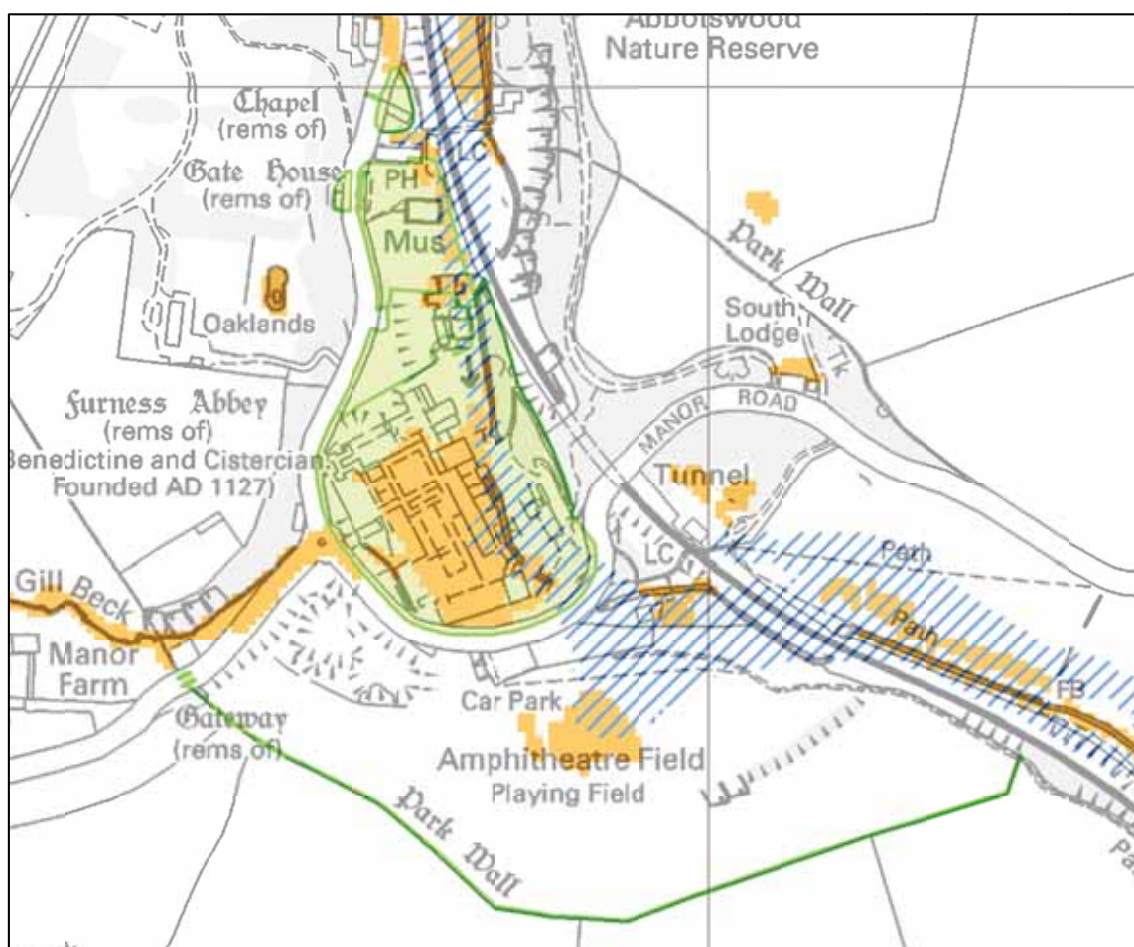 Abbotswood
Nature Reserve
Chapel
(rems of)
Gate House
(rems of)
LC
PH
Mus
Park Wall
Oaklands
South
Lodge
Tk
Furness Abbey
(rems of)
Benedictine and Cistercian
Founded AD 1127)
MANOR ROAD
Tunnel
Gill Beck
LC
Path
Path
Manor
Farm
FB
Car Park
Gateway
(rems of)
Amphitheatre Field
Playing Field
Park Wall
Pa